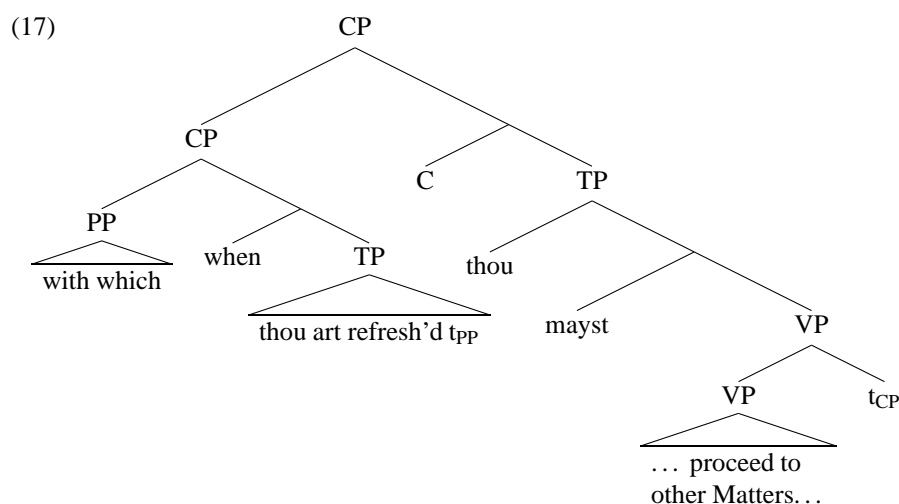 (17)
CP
CP
C
TP
PP
when
TP
thou
with which
mayst
VP
thou art refresh'd tPP
VP
tCP
... proceed to
other Matters...